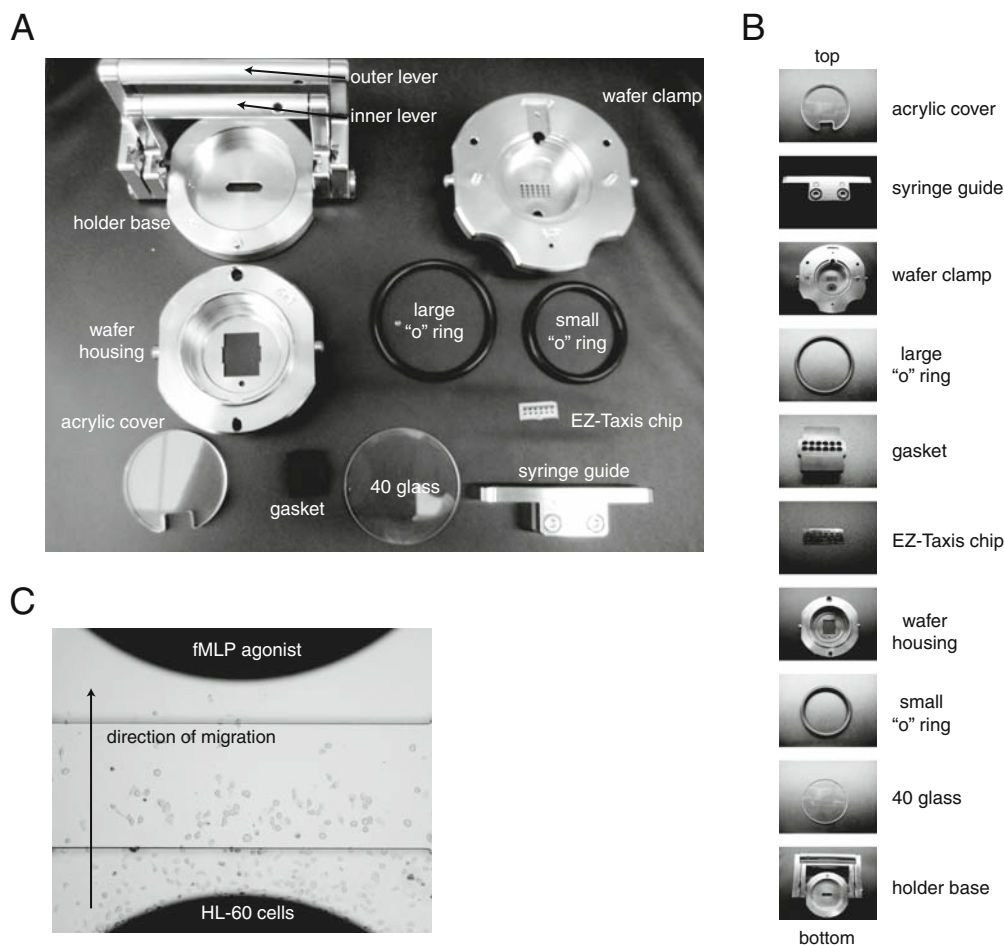 A
outer lever
inner lever
wafer clamp
holder base
wafer
housing
large
“o” ring
small
“o” ring
acrylic cover
EZ-Taxis chip
gasket
40 glass
syringe guide
B
top
acrylic cover
syringe guide
wafer clamp
large
“o” ring
gasket
EZ-Taxis chip
wafer
housing
small
“o” ring
40 glass
holder base
bottom
C
fMLP agonist
direction of migration
HL-60 cells